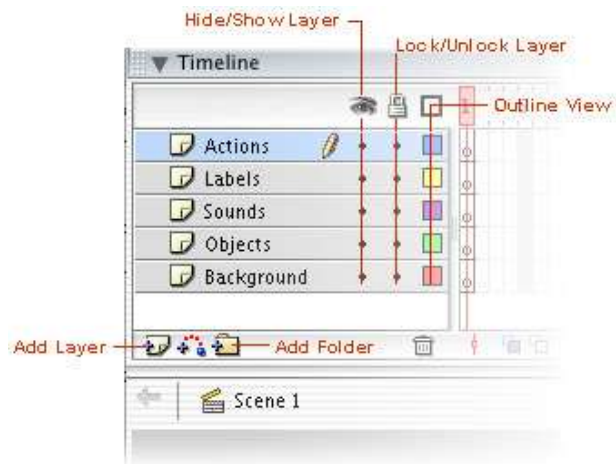 Hide/Show Layer
Lock/Unlock Layer
Timeline
1
Outline View
Actions
Labels
Sounds
Objects
Background
Add Layer
Add Folder
Scene 1